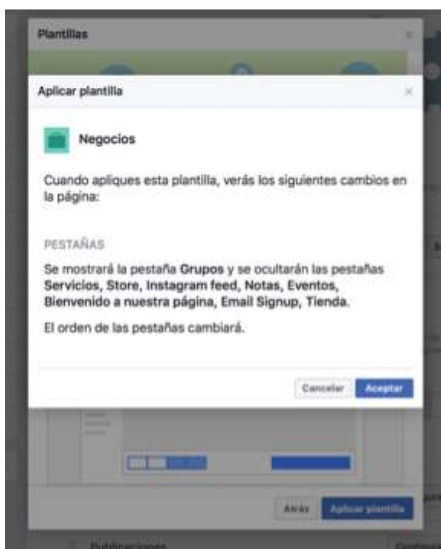 Plantillas
Aplicar plantilla
Negocios
Cuando apliques esta plantilla, verás los siguientes cambios en
la página:
PESTAÑAS
Se mostrará la pestaña Grupos y se ocultarán las pestañas
Servicios, Store, Instagram feed, Notas, Eventos,
Bienvenido a nuestra página, Email Signup, Tienda.
El orden de las pestañas cambiará.
Cancelar Aceptar
Atrás Aplicar plantilla
Publicaciones